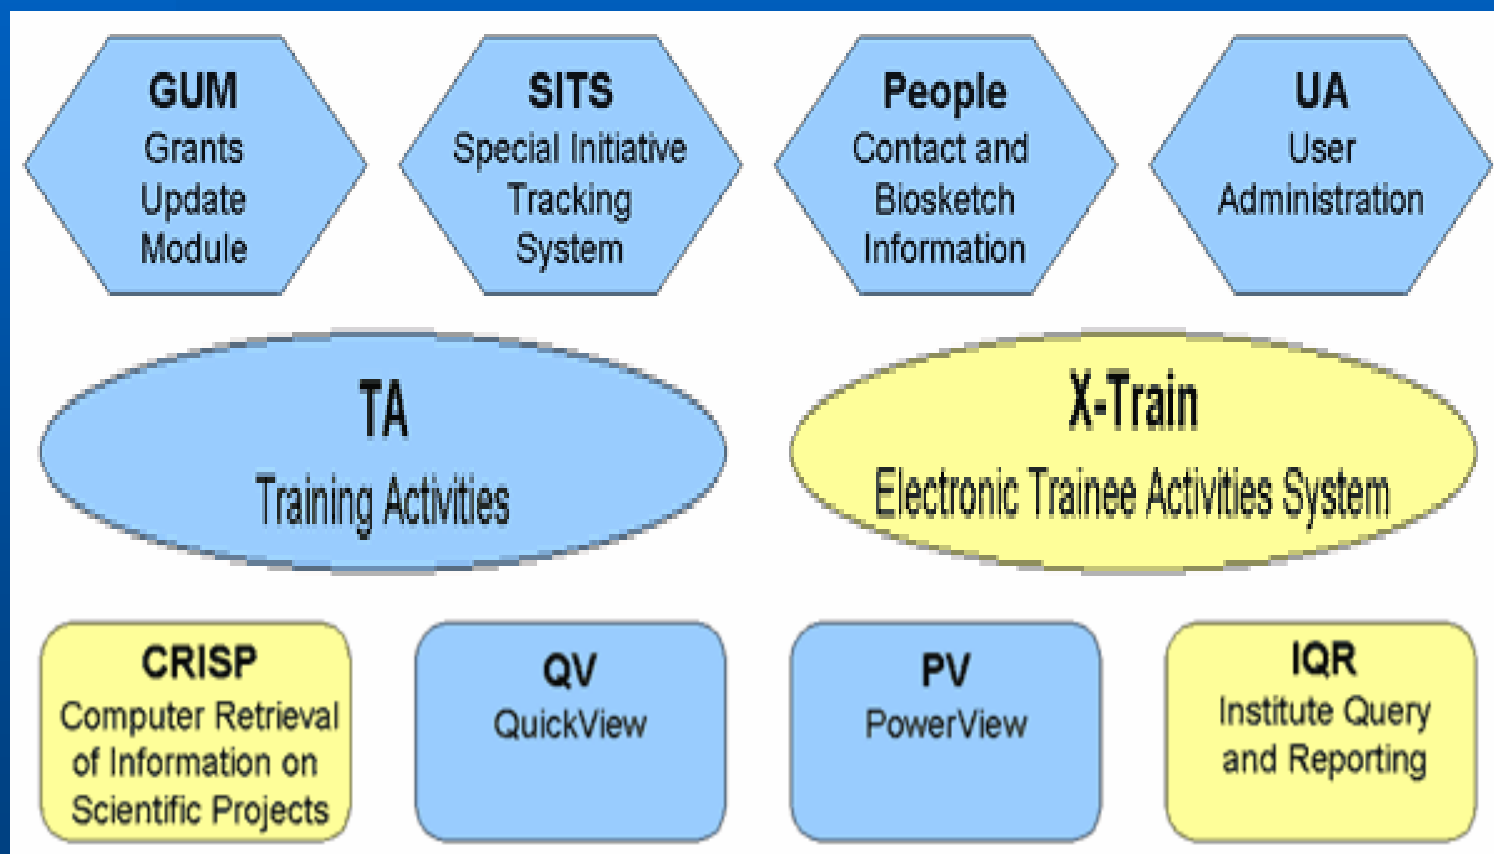 GUM
Grants
Update
Module
SITS
Special Initiative
Tracking
System
People
Contact and
Biosketch
Information
UA
User
Administration
TA
Training Activities
X-Train
Electronic Trainee Activities System
CRISP
Computer Retrieval
of Information on
Scientific Projects
QV
QuickView
PV
PowerView
IQR
Institute Query
and Reporting